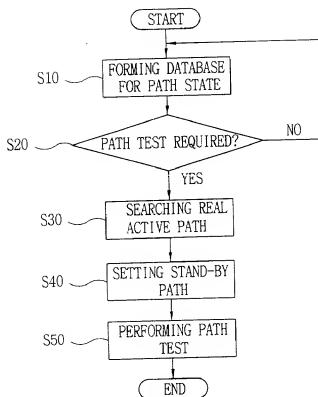 START
S10
FORMING DATABASE
FOR PATH STATE
S20
PATH TEST REQUIRED?
NO
YES
S30
SEARCHING REAL
ACTIVE PATH
S40
SETTING STAND-BY
PATH
S50
PERFORMING PATH
TEST
END